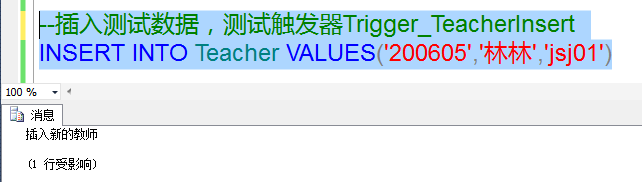 --插入测试数据，测试触发器Trigger_TeacherInsert
INSERT INTO Teacher VALUES('200605','林林','jsj01')
100 %
消息
插入新的教师
(1 行受影响)